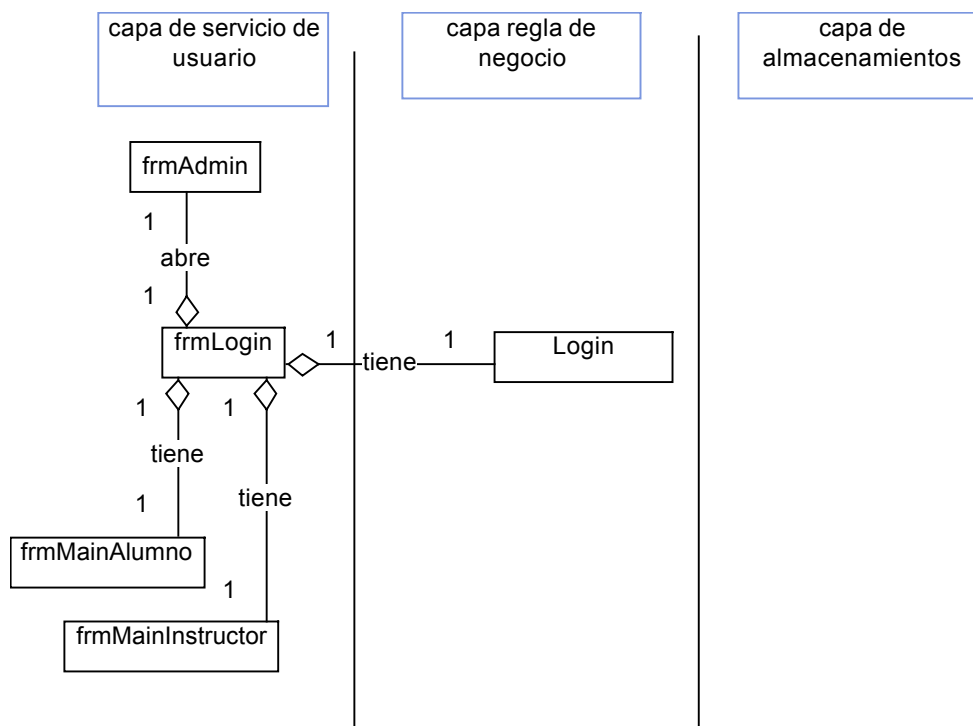 capa de servicio de
usuario
capa regla de
negocio
capa de
almacenamientos
frmAdmin
1
abre
1
frmLogin
1
tiene
1
Login
1
1
tiene
tiene
1
frmMainAlumno
1
frmMainInstructor